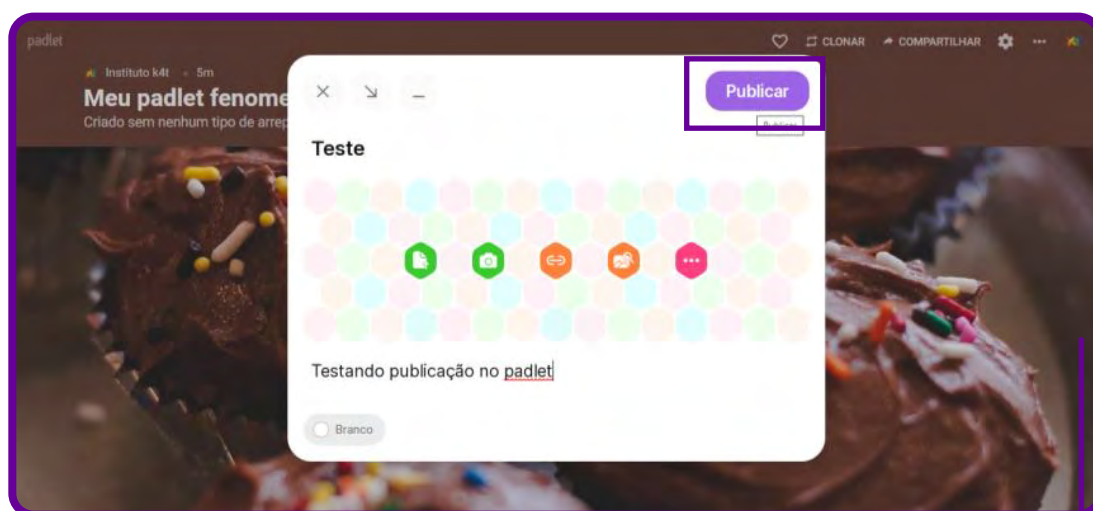 padlet
CLONAR COMPARTILHAR
Instituto k4t 5m
Meu padlet fenome
Criado sem nenhum tipo de arrep
Publicar
Publicar
Teste
Testando publicação no padlet
Branco